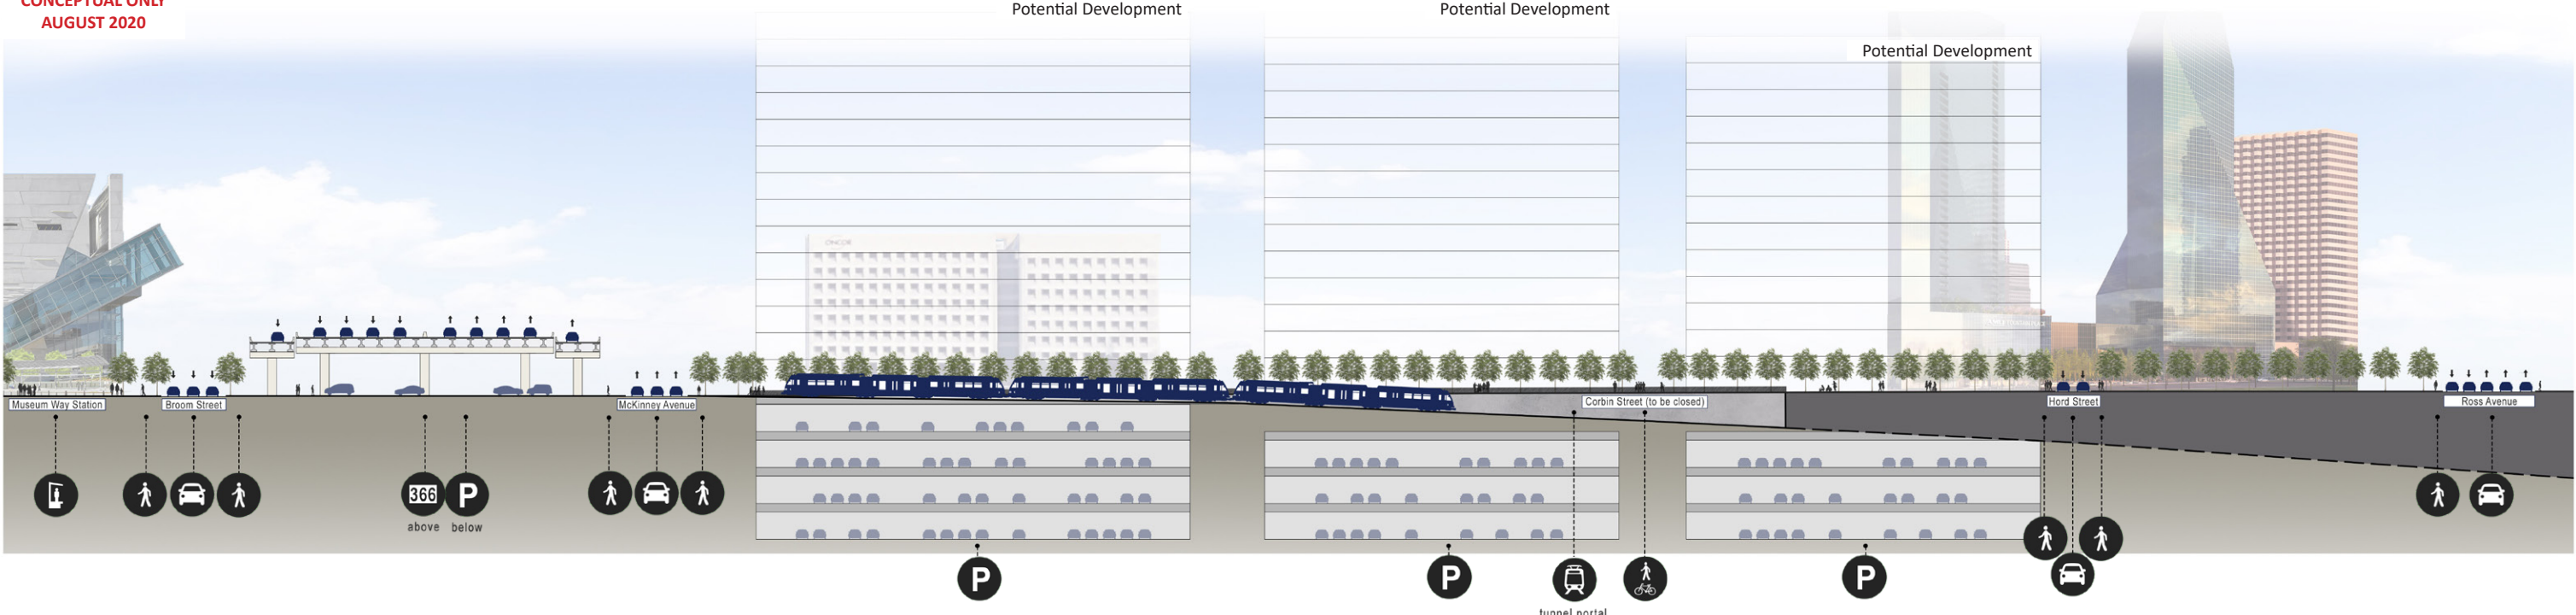 CONCEPTUAL ONLY
AUGUST 2020
Potential Development
Potential Development
Potential Development
ONCOR
Museum Way Station
Broom Street
McKinney Avenue
Corbin Street (to be closed)
Hord Street
Ross Avenue
366
P
above
below
P
P
P
tunnel portal